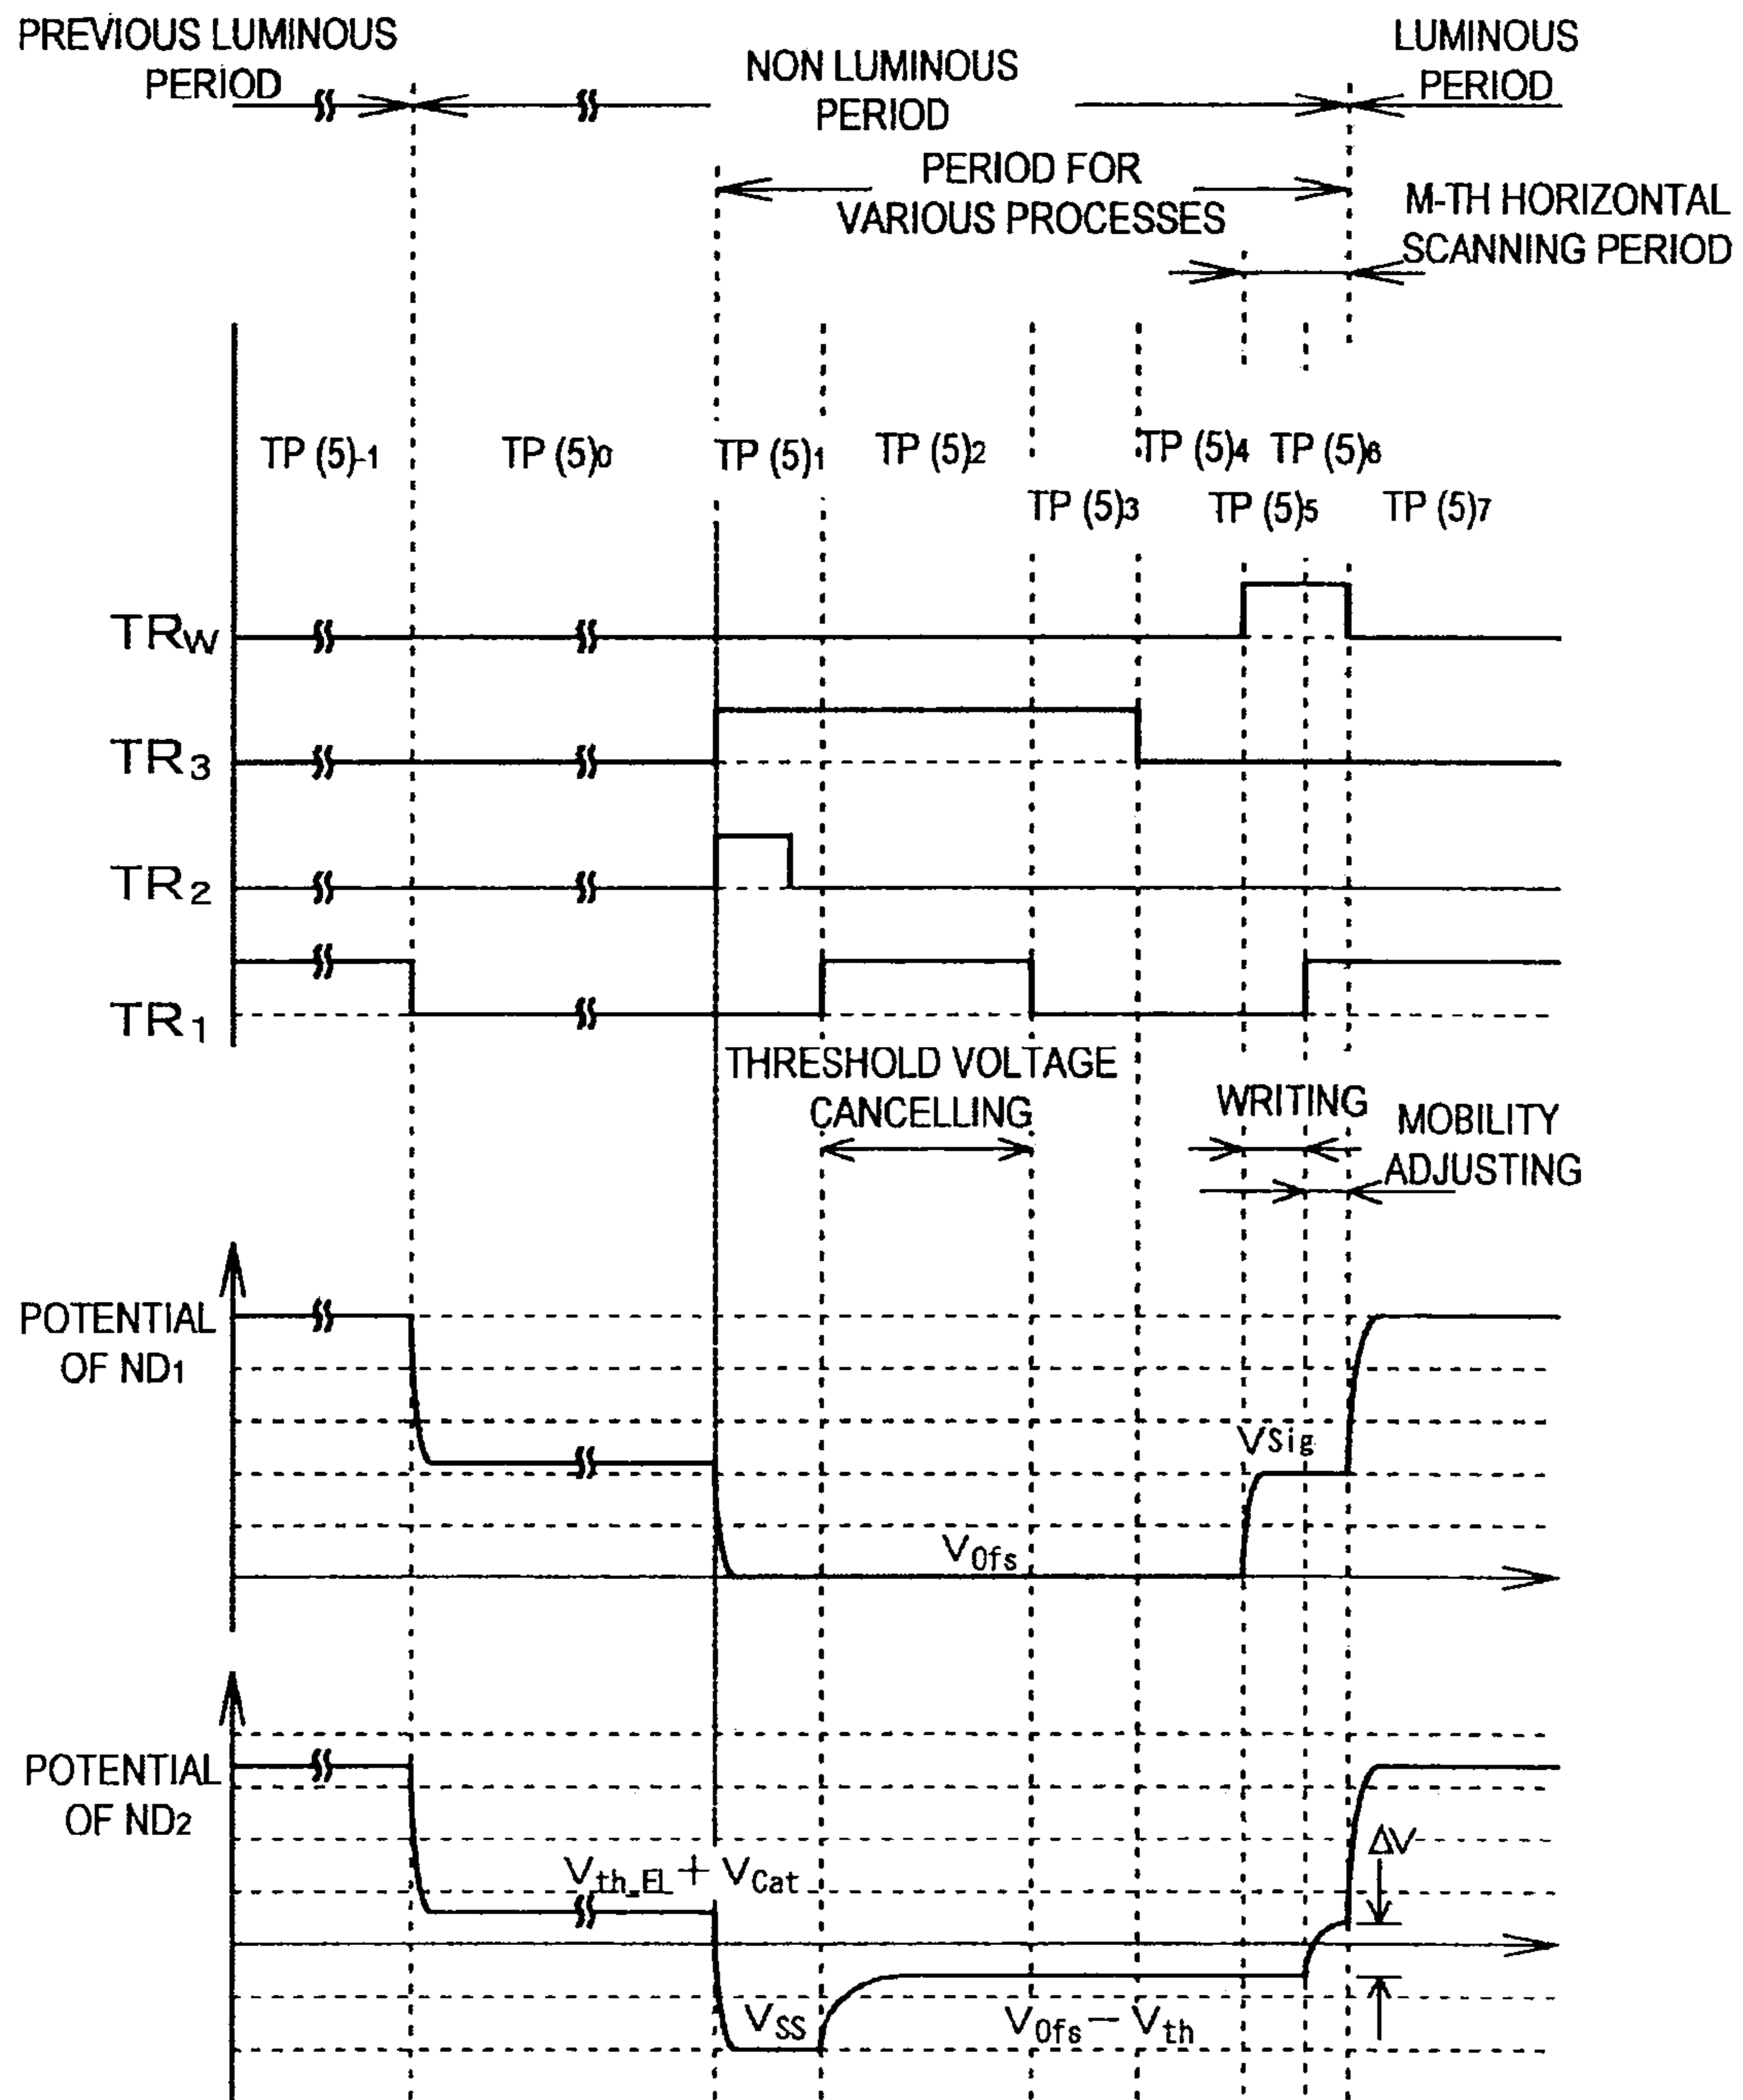 PREVIOUS LUMINOUS
PERIOD
NON LUMINOUS
PERIOD
LUMINOUS
PERIOD
PERIOD FOR
VARIOUS PROCESSES
M-TH HORIZONTAL
SCANNING PERIOD
TP (5)-1
TP (5)0
TP (5)1
TP (5)2
TP (5)4
TP (5)6
TP (5)3
TP (5)5
TP (5)7
TRW
TR3
TR2
TR1
THRESHOLD VOLTAGE
CANCELLING
WRITING
MOBILITY
ADJUSTING
POTENTIAL
OF ND1
VSig
VOfs
POTENTIAL
OF ND2
ΔV
Vth_EL + VCat
VSS
VOfs − Vth